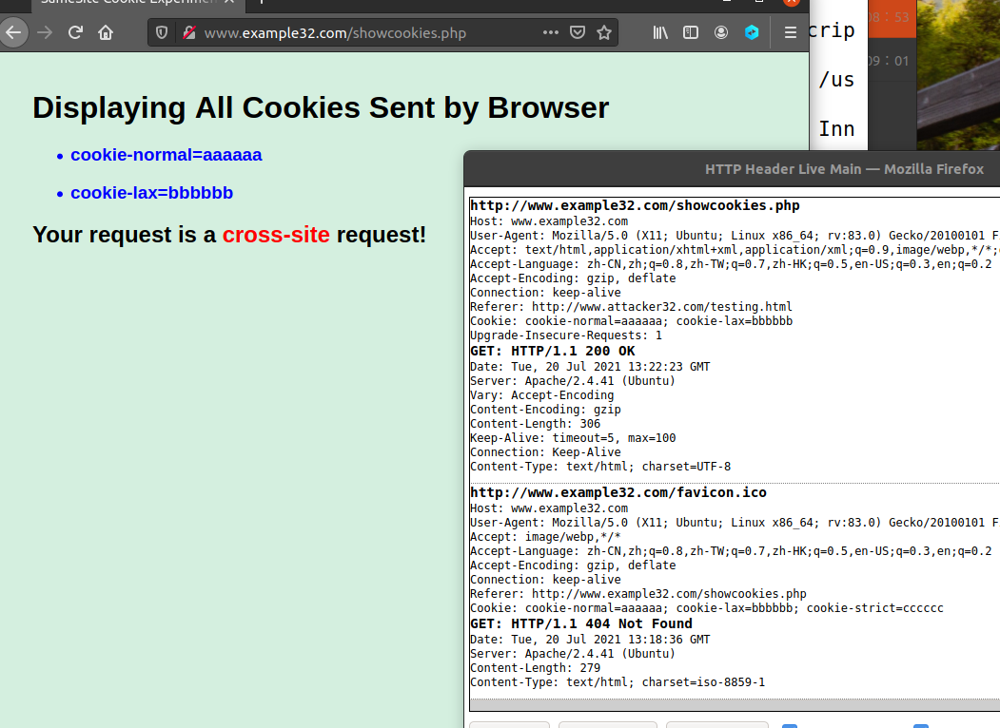 SameSite Cookie Experimen
www.example32.com/showcookies.php
crip
/us
Inn
08：53
09：01
Displaying All Cookies Sent by Browser
• cookie-normal=aaaaaa
• cookie-lax=bbbbbb
Your request is a cross-site request!
HTTP Header Live Main — Mozilla Firefox
http://www.example32.com/showcookies.php
Host: www.example32.com
User-Agent: Mozilla/5.0 (X11; Ubuntu; Linux x86_64; rv:83.0) Gecko/20100101 F
Accept: text/html,application/xhtml+xml,application/xml;q=0.9,image/webp,*/*;
Accept-Language: zh-CN,zh;q=0.8,zh-TW;q=0.7,zh-HK;q=0.5,en-US;q=0.3,en;q=0.2
Accept-Encoding: gzip, deflate
Connection: keep-alive
Referer: http://www.attacker32.com/testing.html
Cookie: cookie-normal=aaaaaa; cookie-lax=bbbbbb
Upgrade-Insecure-Requests: 1
GET: HTTP/1.1 200 OK
Date: Tue, 20 Jul 2021 13:22:23 GMT
Server: Apache/2.4.41 (Ubuntu)
Vary: Accept-Encoding
Content-Encoding: gzip
Content-Length: 306
Keep-Alive: timeout=5, max=100
Connection: Keep-Alive
Content-Type: text/html; charset=UTF-8
http://www.example32.com/favicon.ico
Host: www.example32.com
User-Agent: Mozilla/5.0 (X11; Ubuntu; Linux x86_64; rv:83.0) Gecko/20100101 F
Accept: image/webp,*/*
Accept-Language: zh-CN,zh;q=0.8,zh-TW;q=0.7,zh-HK;q=0.5,en-US;q=0.3,en;q=0.2
Accept-Encoding: gzip, deflate
Connection: keep-alive
Referer: http://www.example32.com/showcookies.php
Cookie: cookie-normal=aaaaaa; cookie-lax=bbbbbb; cookie-strict=cccccc
GET: HTTP/1.1 404 Not Found
Date: Tue, 20 Jul 2021 13:18:36 GMT
Server: Apache/2.4.41 (Ubuntu)
Content-Length: 279
Content-Type: text/html; charset=iso-8859-1